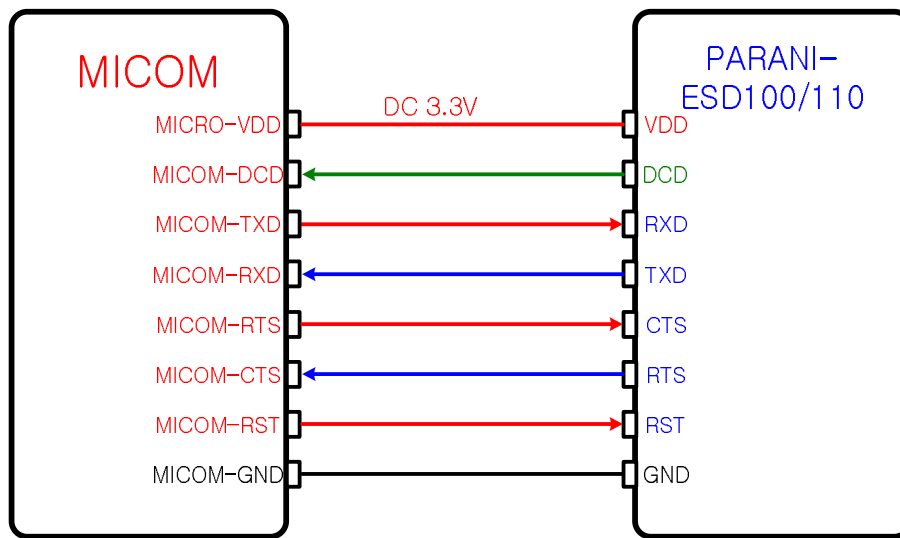 MICOM
PARANI-
ESD100/110
DC 3.3V
MICRO-VDD
VDD
MICOM-DCD
DCD
MICOM-TXD
RXD
MICOM-RXD
TXD
MICOM-RTS
CTS
MICOM-CTS
RTS
MICOM-RST
RST
MICOM-GND
GND